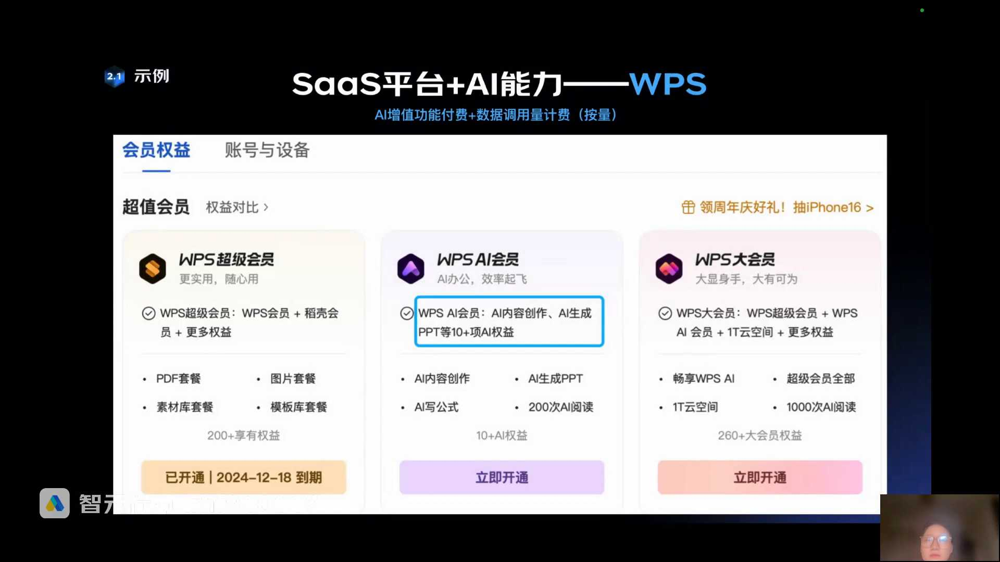 2.1 示例
SaaS平台+AI能力——WPS
AI增值功能付费+数据调用量计费（按量）
会员权益 账号与设备
超值会员 权益对比 >
领周年庆好礼！抽iPhone16 >
WPS超级会员
更实用，随心用
WPS超级会员：WPS会员 + 稻壳会
员 + 更多权益
• PDF套餐 • 图片套餐
• 素材库套餐 • 模板库套餐
200+享有权益
已开通 | 2024-12-18 到期
WPS AI会员
AI办公，效率起飞
WPS AI会员：AI内容创作、AI生成
PPT等10+项AI权益
• AI内容创作 • AI生成PPT
• AI写公式 • 200次AI阅读
10+AI权益
立即开通
WPS大会员
大显身手，大有可为
WPS大会员：WPS超级会员 + WPS
AI 会员 + 1T云空间 + 更多权益
• 畅享WPS AI • 超级会员全部
• 1T云空间 • 1000次AI阅读
260+大会员权益
立即开通
智